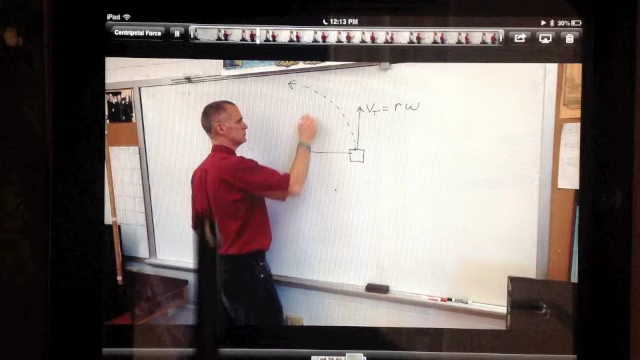 iPad
12:13 PM
30%
Centripetal Force
V_T = rω